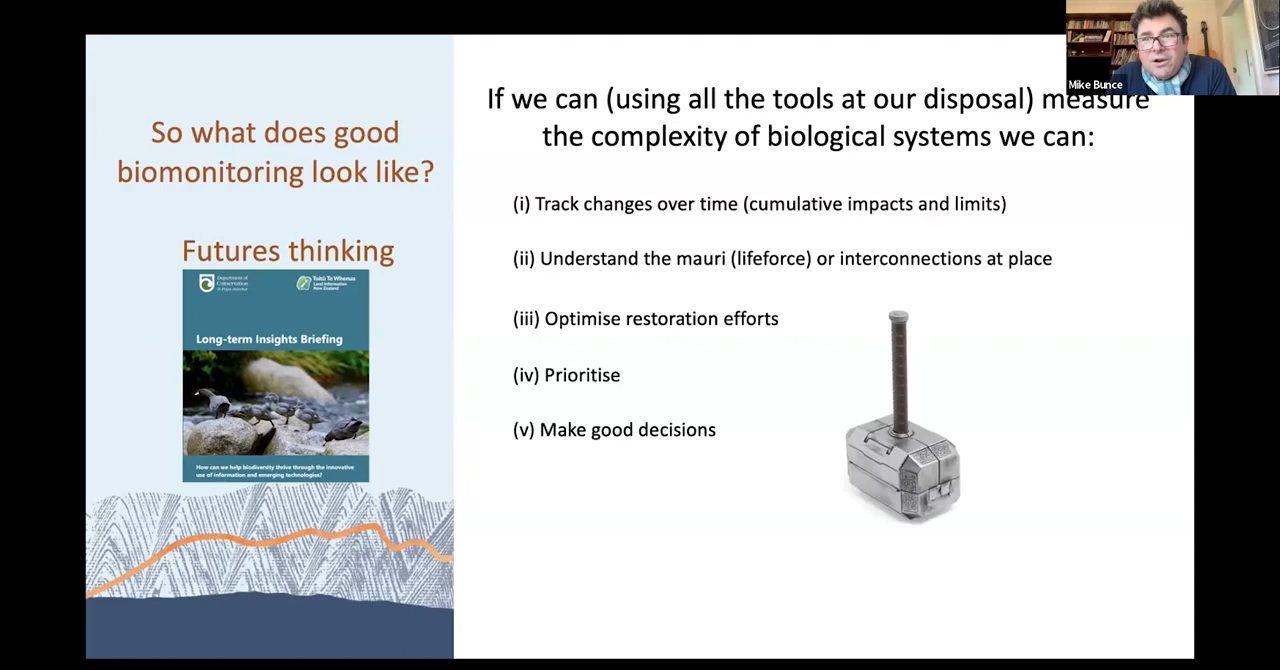 Mike Bunce
So what does good
biomonitoring look like?
Futures thinking
Department of
Conservation
Te Papa Atawhai
Toitū Te Whenua
Land Information
New Zealand
Long-term Insights Briefing
How can we help biodiversity thrive through the innovative
use of information and emerging technologies?
If we can (using all the tools at our disposal) measure
the complexity of biological systems we can:
(i) Track changes over time (cumulative impacts and limits)
(ii) Understand the mauri (lifeforce) or interconnections at place
(iii) Optimise restoration efforts
(iv) Prioritise
(v) Make good decisions